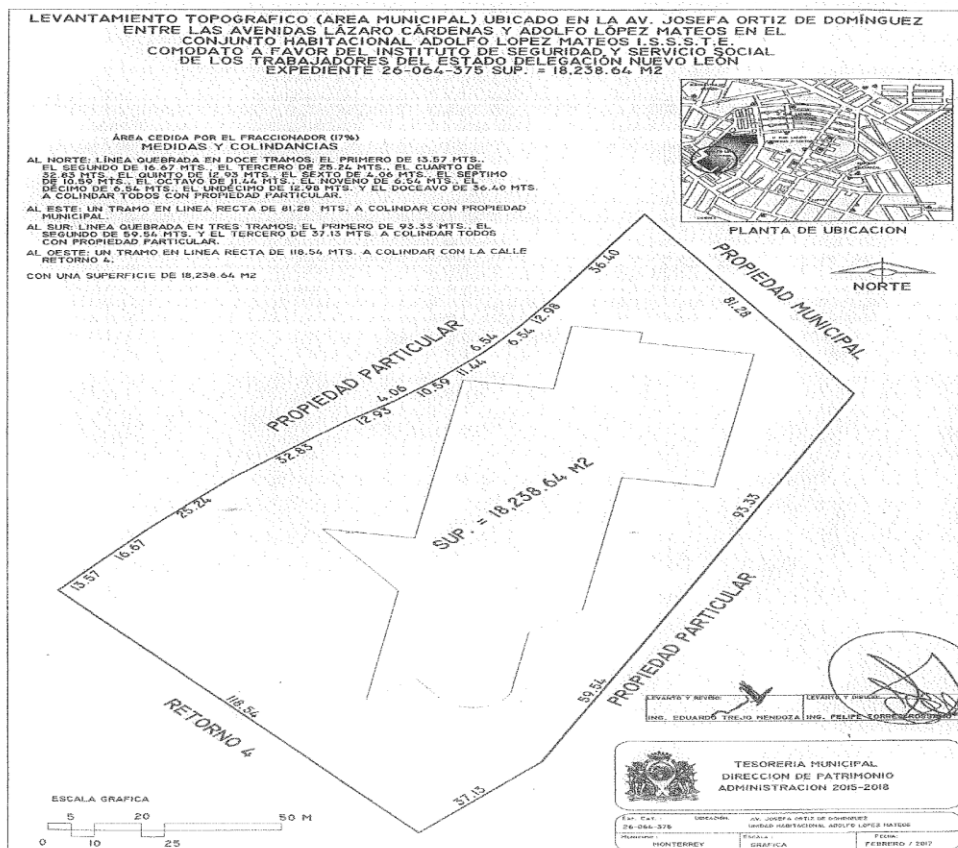 LEVANTAMIENTO TOPOGRAFICO (AREA MUNICIPAL) UBICADO EN LA AV. JOSEFA ORTIZ DE DOMÍNGUEZ
ENTRE LAS AVENIDAS LÁZARO CÁRDENAS Y ADOLFO LÓPEZ MATEOS EN EL
CONJUNTO HABITACIONAL ADOLFO LOPEZ MATEOS I.S.S.S.T.E.
COMODATO A FAVOR DEL INSTITUTO DE SEGURIDAD Y SERVICIO SOCIAL
DE LOS TRABAJADORES DEL ESTADO DELEGACIÓN NUEVO LEÓN
EXPEDIENTE 26-064-375 SUP. = 18,238.64 M2
ÁREA CEDIDA POR EL FRACCIONADOR (17%)
MEDIDAS Y COLINDANCIAS
AL NORTE: LÍNEA QUEBRADA EN DOCE TRAMOS; EL PRIMERO DE 13.57 MTS.,
EL SEGUNDO DE 16.67 MTS., EL TERCERO DE 25.24 MTS., EL CUARTO DE
32.83 MTS., EL QUINTO DE 12.93 MTS., EL SEXTO DE 4.06 MTS., EL SEPTIMO
DE 10.59 MTS., EL OCTAVO DE 11.44 MTS., EL NOVENO DE 6.54 MTS., EL
DÉCIMO DE 6.54 MTS., EL UNDÉCIMO DE 12.98 MTS. Y EL DOCEAVO DE 36.40 MTS.
A COLINDAR TODOS CON PROPIEDAD PARTICULAR.
AL ESTE: UN TRAMO EN LINEA RECTA DE 81.28 MTS. A COLINDAR CON PROPIEDAD
MUNICIPAL.
AL SUR: LINEA QUEBRADA EN TRES TRAMOS; EL PRIMERO DE 93.33 MTS., EL
SEGUNDO DE 59.54 MTS. Y EL TERCERO DE 37.13 MTS. A COLINDAR TODOS
CON PROPIEDAD PARTICULAR.
AL OESTE: UN TRAMO EN LINEA RECTA DE 118.54 MTS. A COLINDAR CON LA CALLE
RETORNO 4.
CON UNA SUPERFICIE DE 18,238.64 M2
PLANTA DE UBICACION
NORTE
PROPIEDAD MUNICIPAL
81.28
36.40
12.98
6.54
6.54
11.44
10.59
4.06
12.93
32.83
25.24
16.67
13.57
PROPIEDAD PARTICULAR
SUP. = 18,238.64 M2
93.33
PROPIEDAD PARTICULAR
59.54
37.13
118.54
RETORNO 4
LEVANTO Y REVISO:
ING. EDUARDO TREJO MENDOZA
LEVANTO Y DIBUJO:
ING. FELIPE
TESORERIA MUNICIPAL
DIRECCION DE PATRIMONIO
ADMINISTRACION 2015-2018
EXP. CAT.:
26-064-375
UBICACIÓN:
AV. JOSEFA ORTIZ DE DOMINGUEZ
UNIDAD HABITACIONAL ADOLFO LOPEZ MATEOS
MUNICIPIO:
MONTERREY
ESCALA:
GRAFICA
FECHA:
FEBRERO / 2017
ESCALA GRAFICA
5 20 50 M
0 10 25